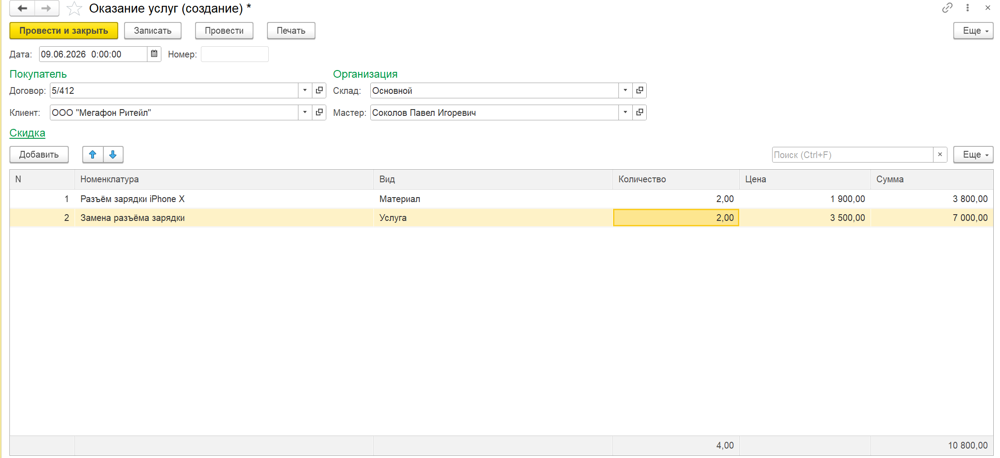 Оказание услуг (создание) *
Провести и закрыть Записать Провести Печать Еще
Дата: 09.06.2026 0:00:00 Номер:
Покупатель Организация
Договор: 5/412 Склад: Основной
Клиент: ООО "Мегафон Ритейл" Мастер: Соколов Павел Игоревич
Скидка
Добавить Поиск (Ctrl+F) × Еще
N Номенклатура Вид Количество Цена Сумма
1 Разъём зарядки iPhone X Материал 2,00 1 900,00 3 800,00
2 Замена разъёма зарядки Услуга 2,00 3 500,00 7 000,00
4,00 10 800,00